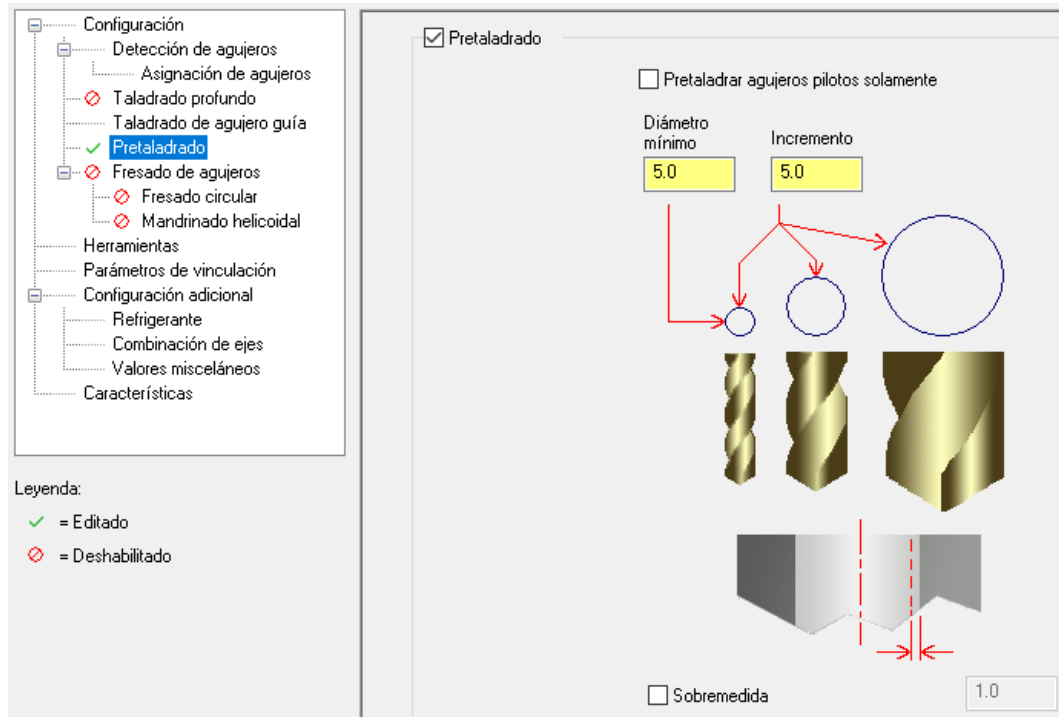 Configuración
Detección de agujeros
Asignación de agujeros
Taladrado profundo
Taladrado de agujero guía
Pretaladrado
Fresado de agujeros
Fresado circular
Mandrinado helicoidal
Herramientas
Parámetros de vinculación
Configuración adicional
Refrigerante
Combinación de ejes
Valores misceláneos
Características
Leyenda:
= Editado
= Deshabilitado
Pretaladrado
Pretaladrar agujeros pilotos solamente
Diámetro
mínimo
Incremento
5.0
5.0
Sobremedida
1.0